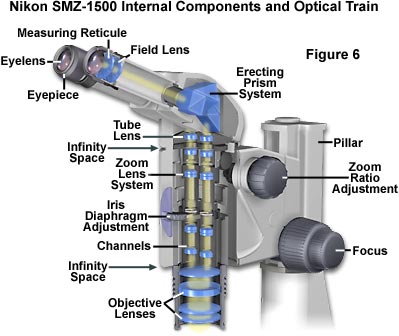 Nikon SMZ-1500 Internal Components and Optical Train
Measuring Reticule
Field Lens
Figure 6
Eyelens
Eyepiece
Erecting
Prism
System
Tube
Lens
Pillar
Infinity
Space
Zoom
Lens
System
Zoom
Ratio
Adjustment
Iris
Diaphragm
Adjustment
Channels
Focus
Infinity
Space
Objective
Lenses